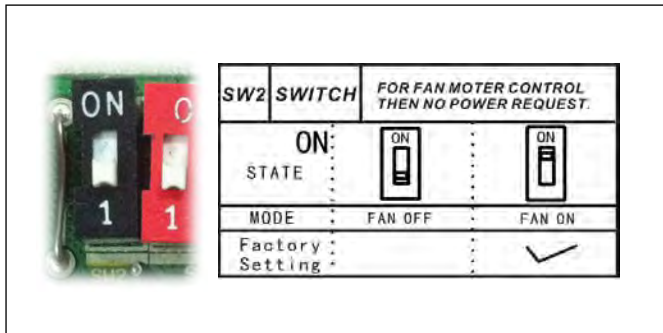 ON
1
1
SW2 SWITCH FOR FAN MOTER CONTROL
THEN NO POWER REQUEST.
ON
STATE
ON
ON
MODE FAN OFF FAN ON
Factory
Setting